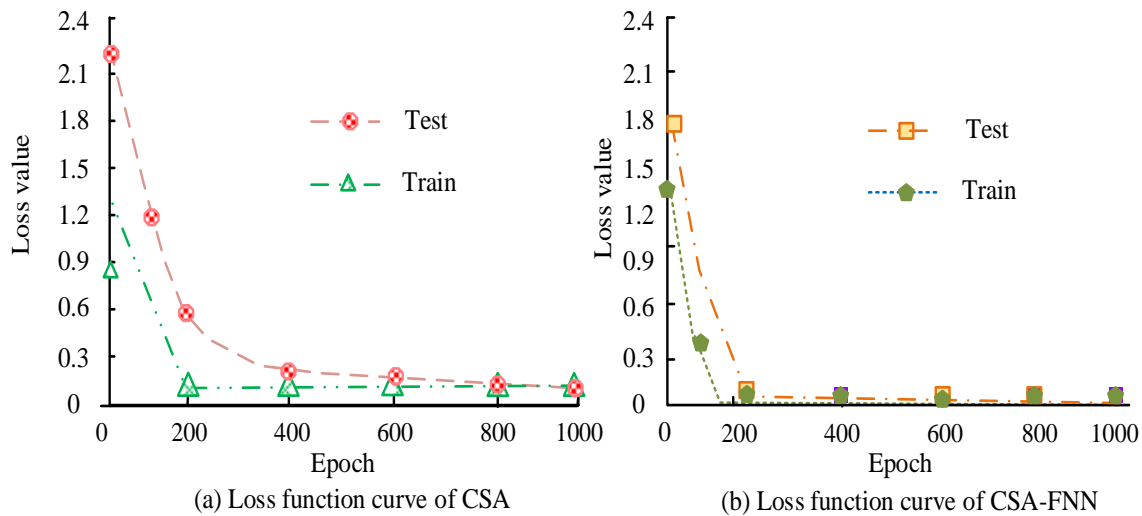 2.4
2.1
1.8
1.5
1.2
0.9
0.6
0.3
0
Loss value
Test
Train
0 200 400 600 800 1000
Epoch
(a) Loss function curve of CSA
2.4
2.1
1.8
1.5
1.2
0.9
0.6
0.3
0
Loss value
Test
Train
0 200 400 600 800 1000
Epoch
(b) Loss function curve of CSA-FNN